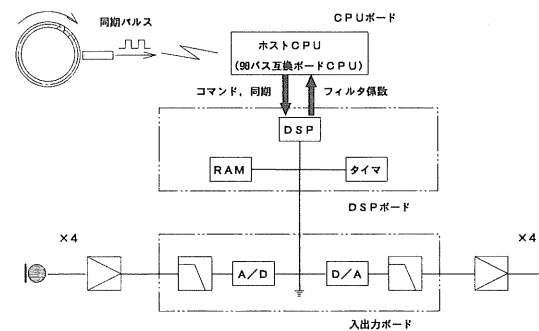 同期パルス
CPUボード
ホストCPU
(98バス互換ボードCPU)
コマンド,同期
フィルタ係数
DSP
RAM
タイマ
DSPボード
×4
×4
A/D
D/A
入出力ボード